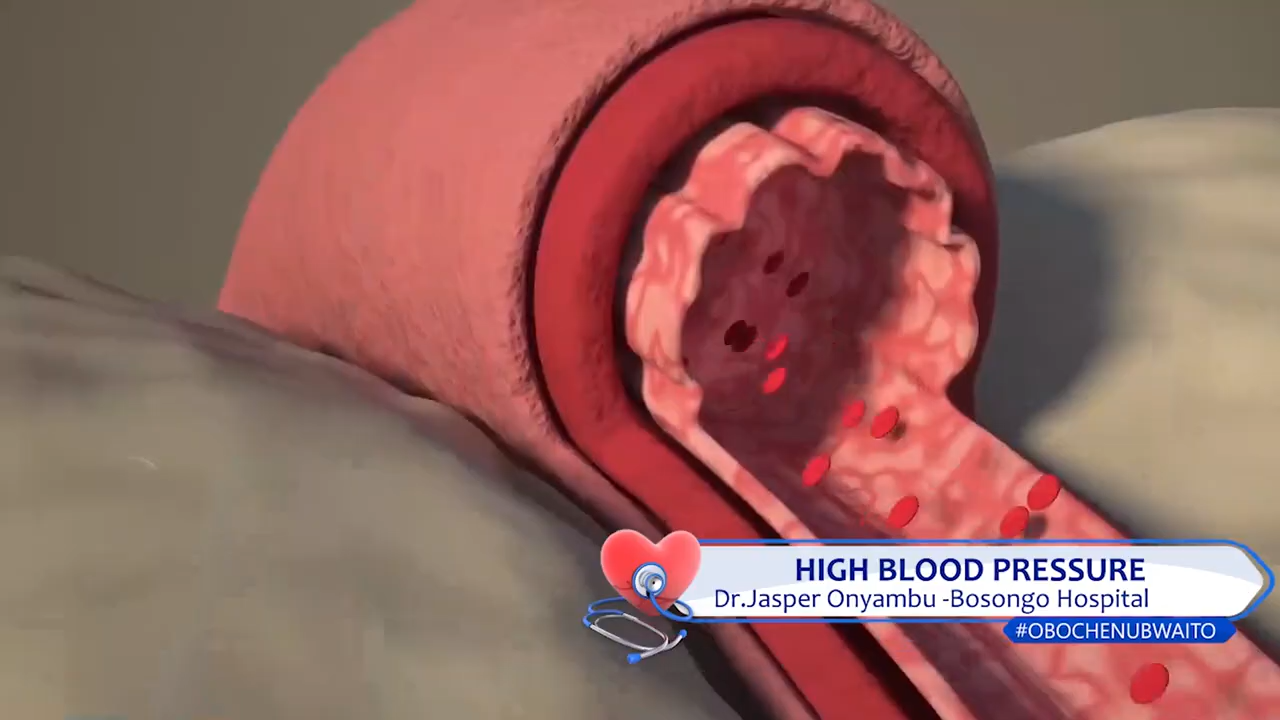 HIGH BLOOD PRESSURE
Dr.Jasper Onyambu -Bosongo Hospital
#OBOCHENUBWAITO